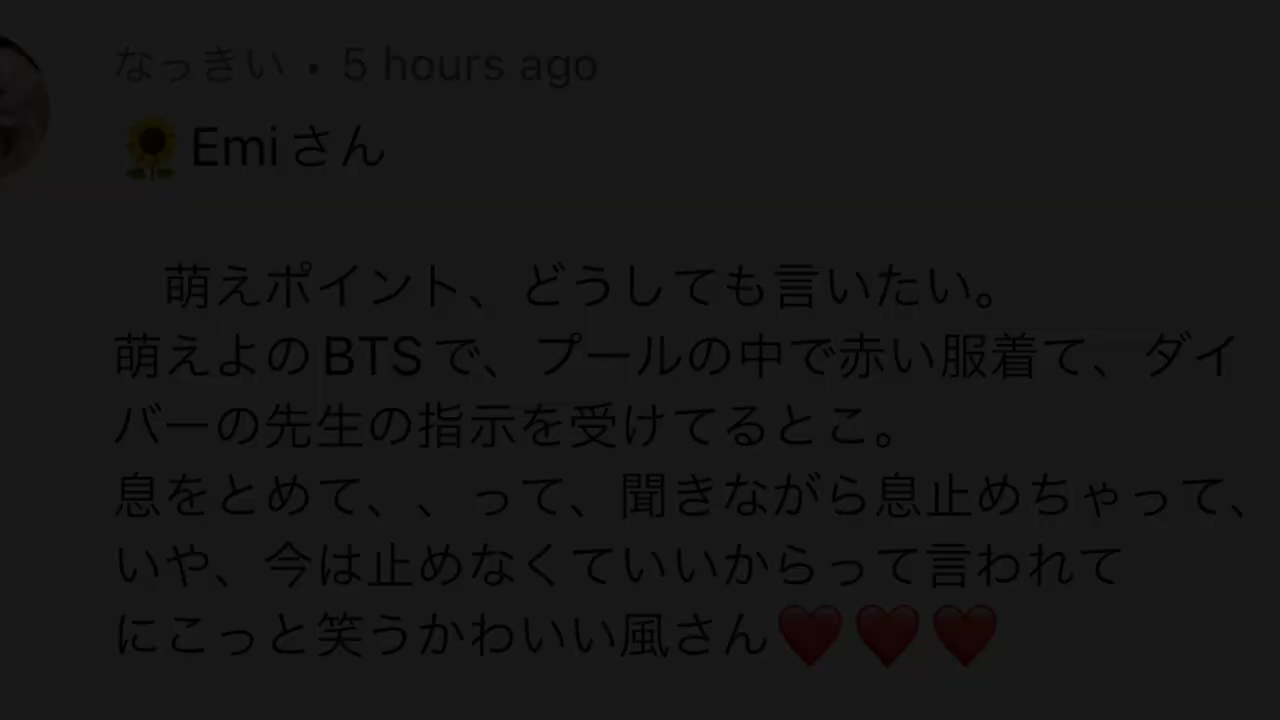 なっきい • 5 hours ago
🌻Emiさん
萌えポイント、どうしても言いたい。
萌えよのBTSで、プールの中で赤い服着て、ダイ
バーの先生の指示を受けてるとこ。
息をとめて、、って、聞きながら息止めちゃって、
いや、今は止めなくていいからって言われて
にこっと笑うかわいい風さん❤️❤️❤️